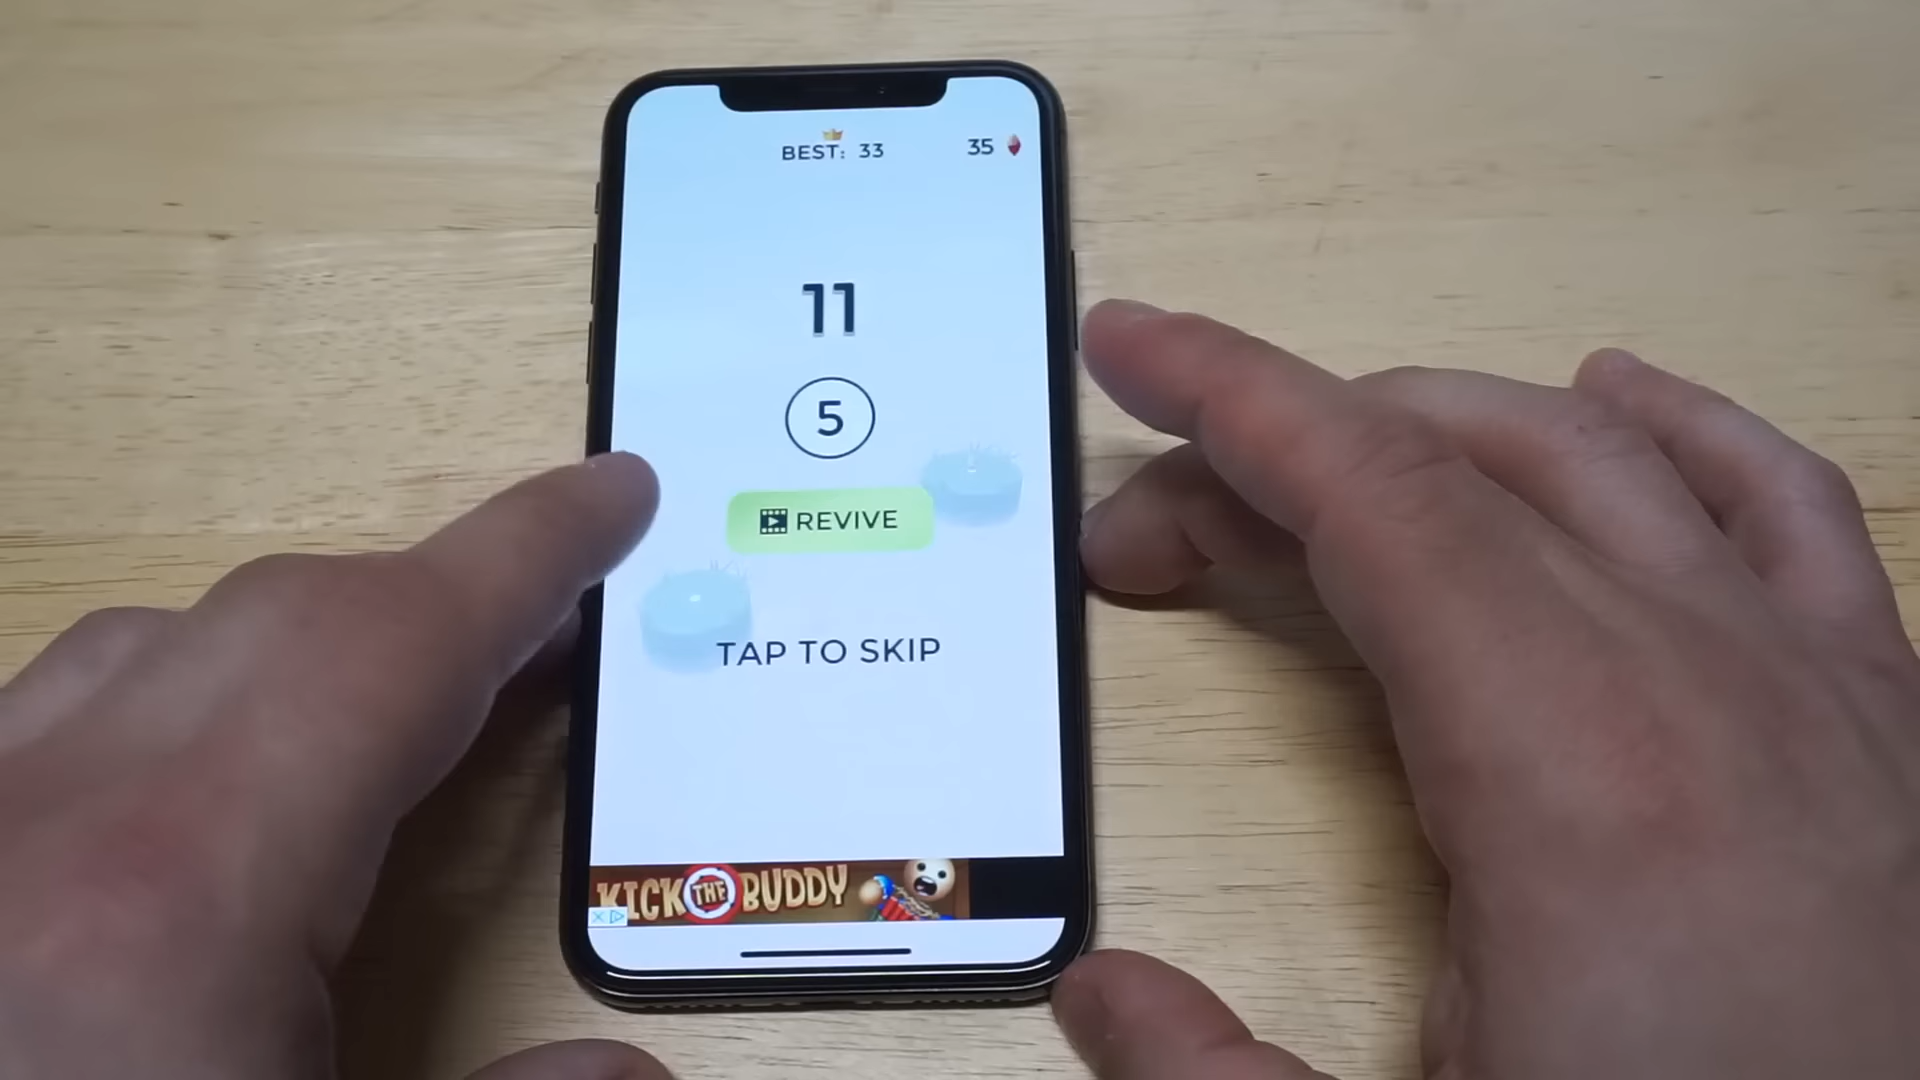 BEST: 33
35
11
5
REVIVE
TAP TO SKIP
KICK THE BUDDY